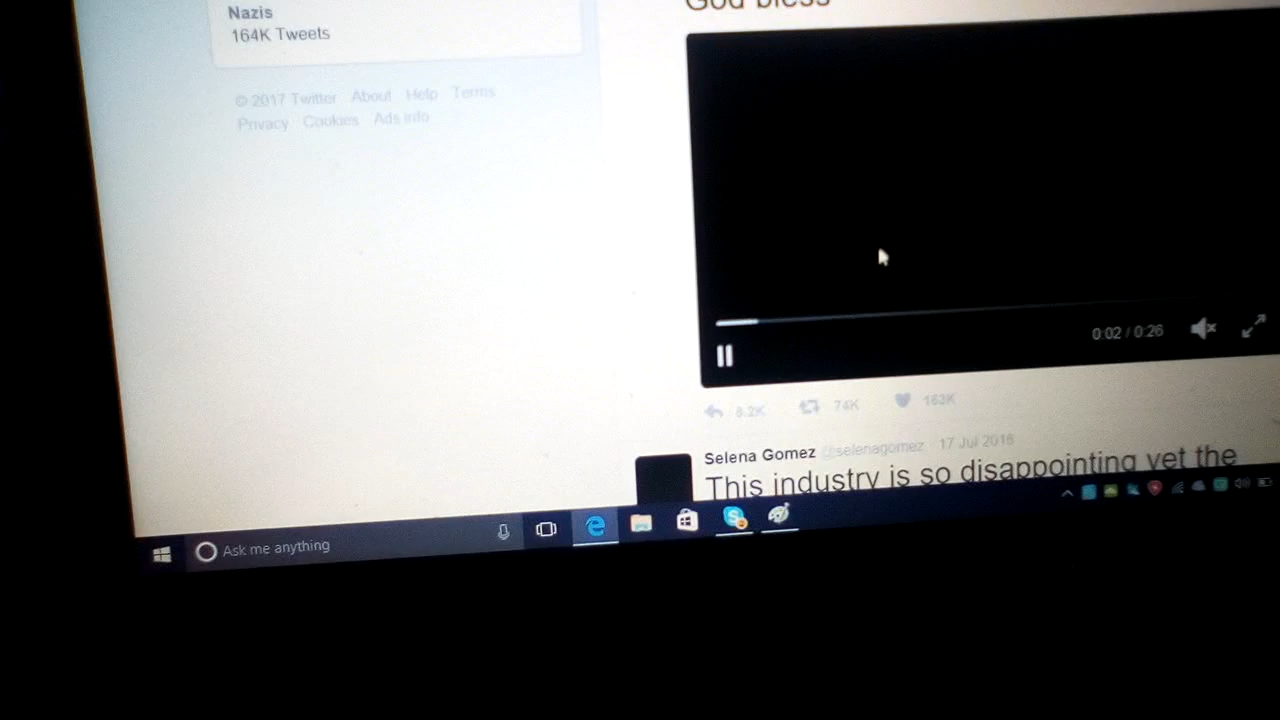 Nazis
164K Tweets
© 2017 Twitter About Help Terms
Privacy Cookies Ads info
God bless
0:02 / 0:26
8.2K 74K 163K
Selena Gomez @selenagomez 17 Jul 2016
This industry is so disappointing yet the
Ask me anything